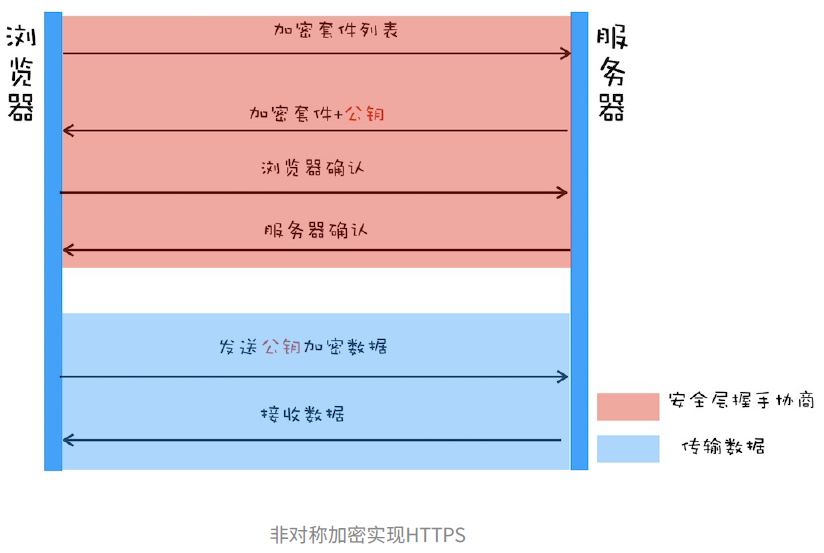 浏览器
服务器
加密套件列表
加密套件+公钥
浏览器确认
服务器确认
发送公钥加密数据
接收数据
安全层握手协商
传输数据
非对称加密实现HTTPS